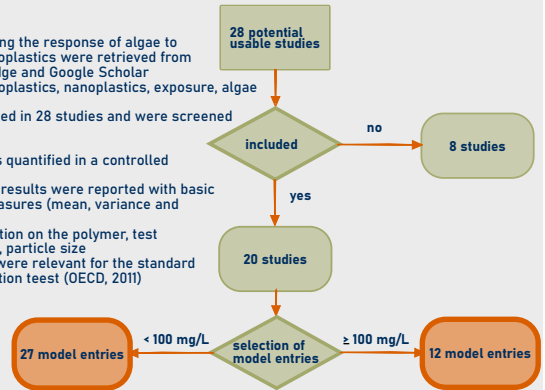 ng the response of algae to
oplastics were retrieved from
dge and Google Scholar
oplastics, nanoplastics, exposure, algae
ed in 28 studies and were screened
s quantified in a controlled
results were reported with basic
asures (mean, variance and
tion on the polymer, test
, particle size
were relevant for the standard
tion teest (OECD, 2011)
28 potential
usable studies
included
no
8 studies
yes
20 studies
selection of
model entries
< 100 mg/L
≥ 100 mg/L
27 model entries
12 model entries